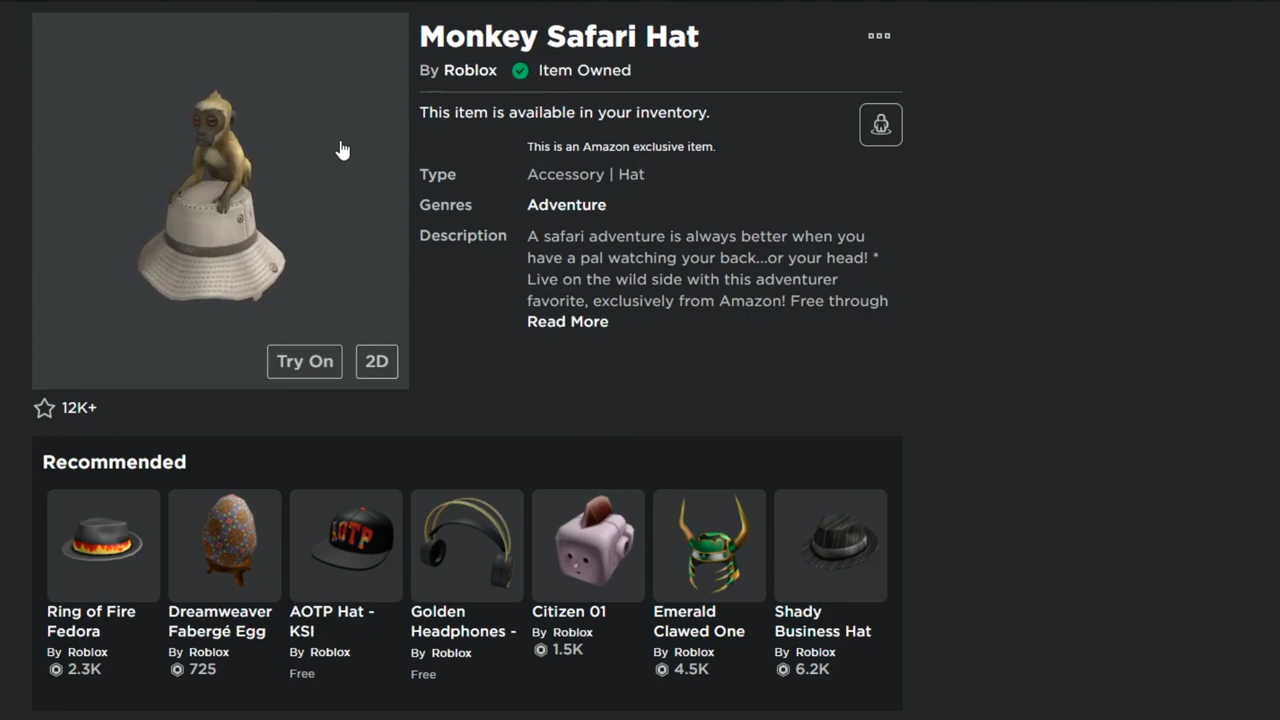 Monkey Safari Hat
By Roblox Item Owned
This item is available in your inventory.
This is an Amazon exclusive item.
Type Accessory | Hat
Genres Adventure
Description A safari adventure is always better when you
have a pal watching your back...or your head! *
Live on the wild side with this adventurer
favorite, exclusively from Amazon! Free through
Read More
Try On 2D
12K+
Recommended
AOTP
Ring of Fire
Fedora
By Roblox
2.3K
Dreamweaver
Fabergé Egg
By Roblox
725
AOTP Hat -
KSI
By Roblox
Free
Golden
Headphones -
By Roblox
Free
Citizen 01
By Roblox
1.5K
Emerald
Clawed One
By Roblox
4.5K
Shady
Business Hat
By Roblox
6.2K